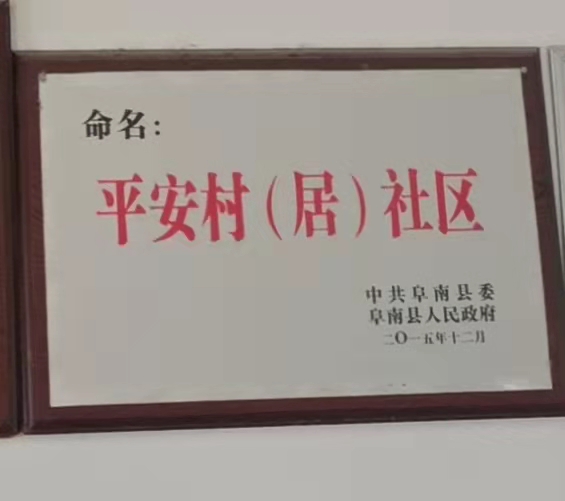 命名：
平安村（居）社区
中共阜南县委
阜南县人民政府
二〇一五年十二月